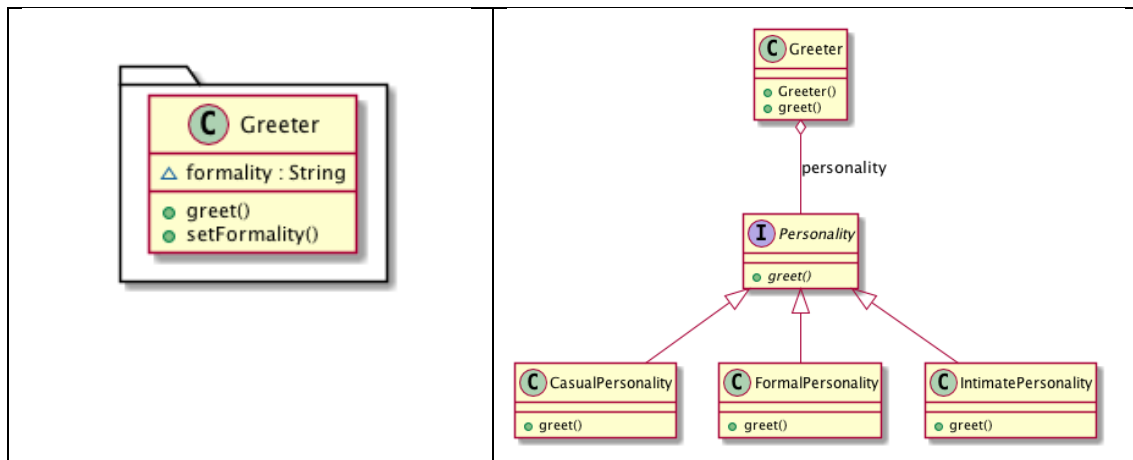 C Greeter
formality : String
greet()
setFormality()
C Greeter
Greeter()
greet()
personality
I Personality
greet()
C CasualPersonality
greet()
C FormalPersonality
greet()
C IntimatePersonality
greet()